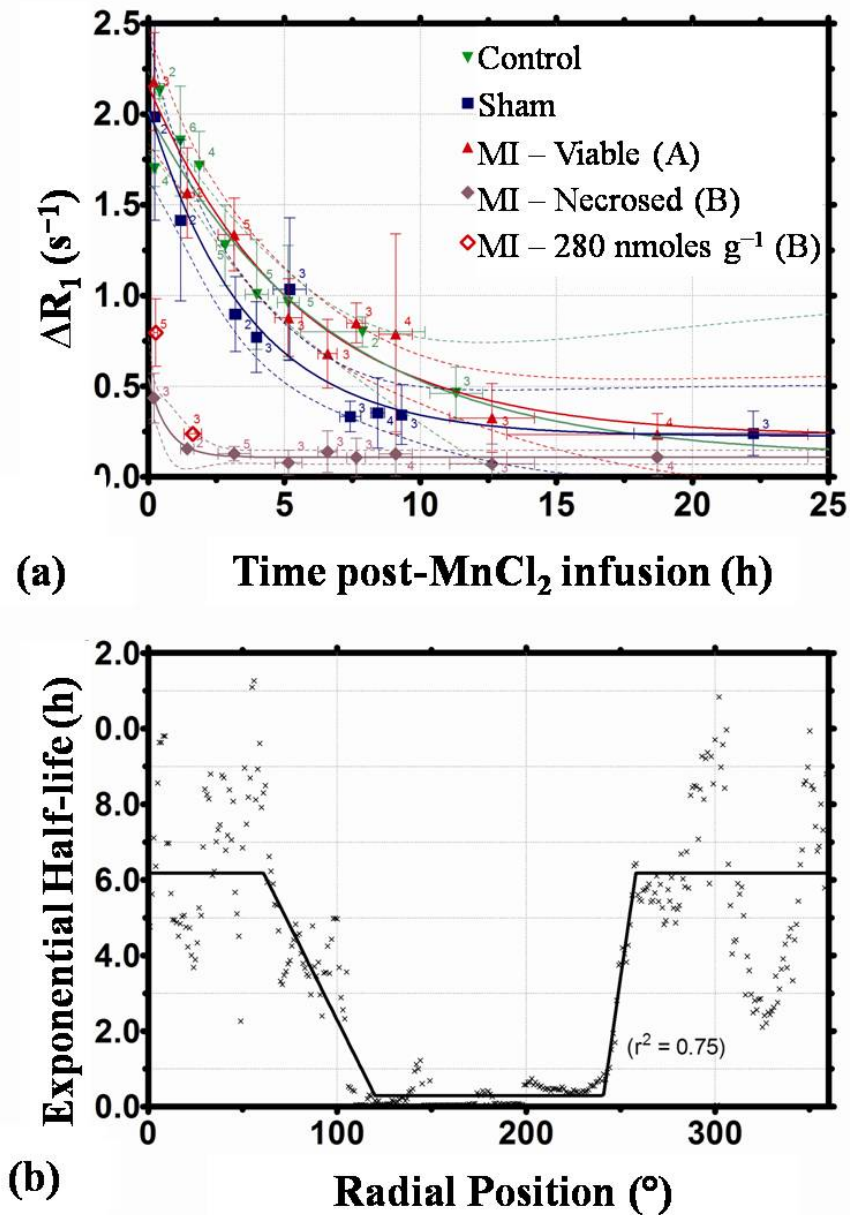 2.5
2.0
1.5
1.0
0.5
.0
ΔR₁ (s⁻¹)
Control
Sham
MI – Viable (A)
MI – Necrosed (B)
MI – 280 nmoles g⁻¹ (B)
0 5 10 15 20 25
(a) Time post-MnCl₂ infusion (h)
2.0
0.0
8.0
6.0
4.0
2.0
0.0
Exponential Half-life (h)
(r² = 0.75)
0 100 200 300
(b) Radial Position (°)